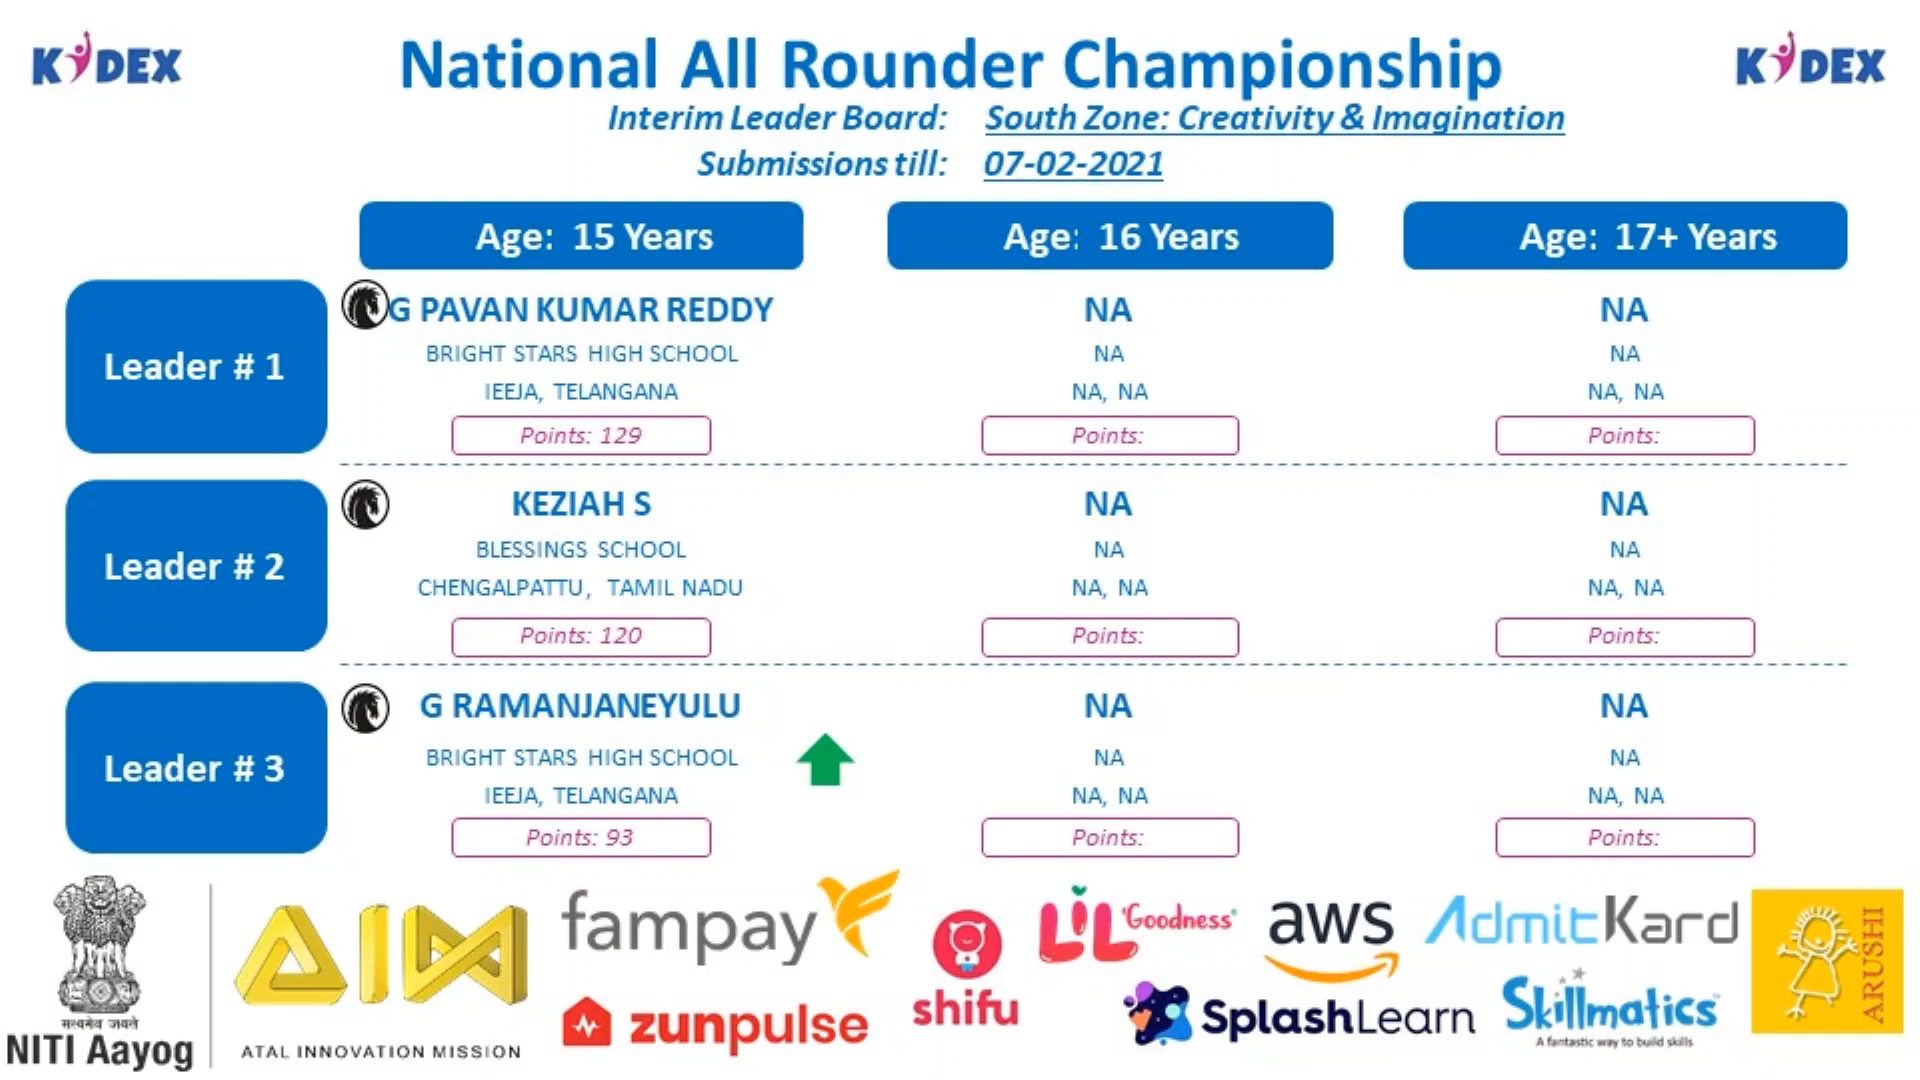 KIDEX
National All Rounder Championship
KIDEX
Interim Leader Board: South Zone: Creativity & Imagination
Submissions till: 07-02-2021
Age: 15 Years
Age: 16 Years
Age: 17+ Years
Leader # 1
G PAVAN KUMAR REDDY
BRIGHT STARS HIGH SCHOOL
IEEJA, TELANGANA
Points: 129
NA
NA
NA, NA
Points:
NA
NA
NA, NA
Points:
Leader # 2
KEZIAH S
BLESSINGS SCHOOL
CHENGALPATTU, TAMIL NADU
Points: 120
NA
NA
NA, NA
Points:
NA
NA
NA, NA
Points:
Leader # 3
G RAMANJANEYULU
BRIGHT STARS HIGH SCHOOL
IEEJA, TELANGANA
Points: 93
NA
NA
NA, NA
Points:
NA
NA
NA, NA
Points:
सत्यमेव जयते
NITI Aayog
AIM
ATAL INNOVATION MISSION
fampay
zunpulse
shifu
LiL 'Goodness'
aws
AdmitKard
SplashLearn
Skillmatics
A fantastic way to build skills
ARUSHI